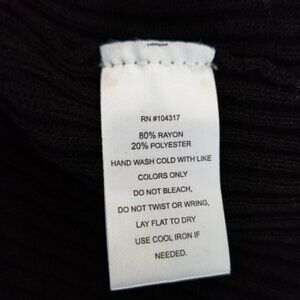 RN #104317
80% RAYON
20% POLYESTER
HAND WASH COLD WITH LIKE
COLORS ONLY
DO NOT BLEACH,
DO NOT TWIST OR WRING,
LAY FLAT TO DRY
USE COOL IRON IF
NEEDED.